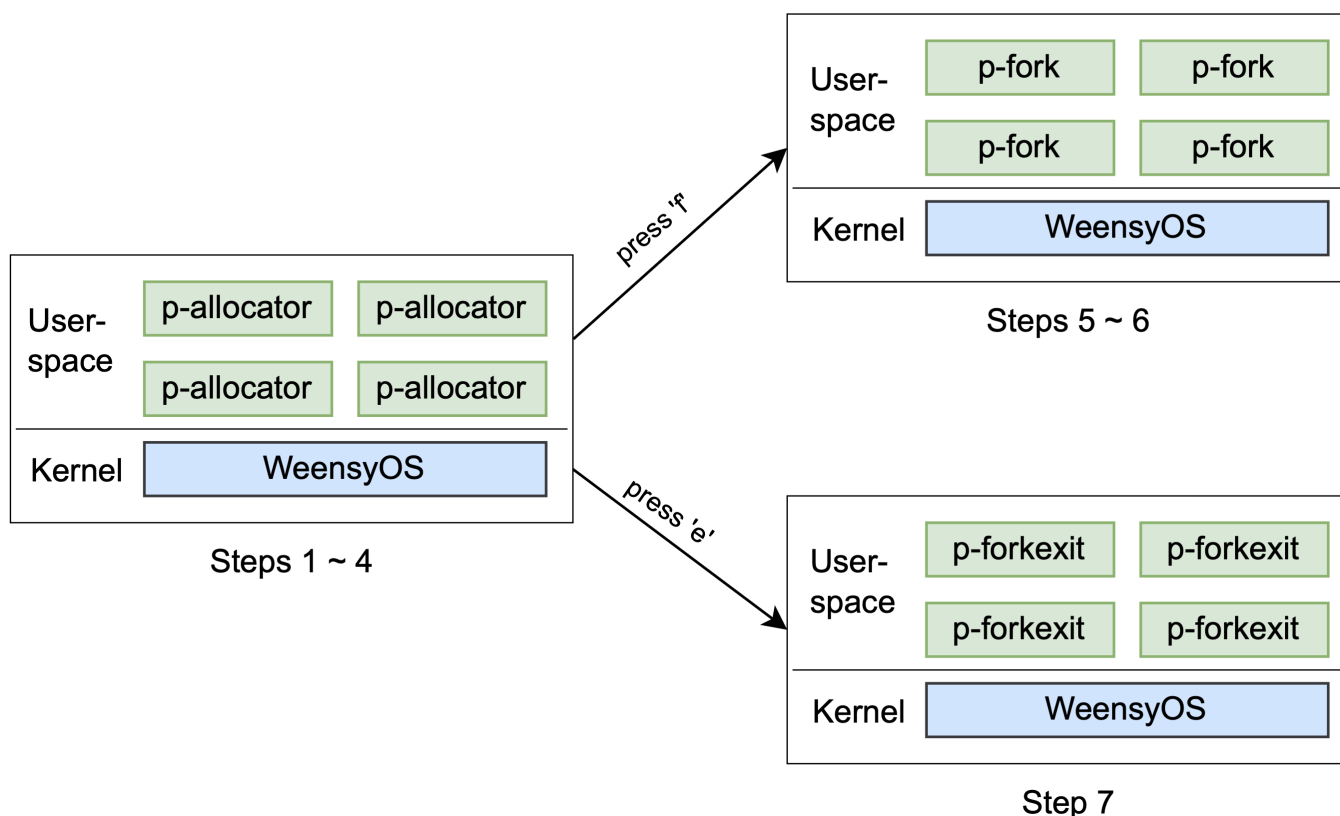 User-
space
p-allocator
p-allocator
p-allocator
p-allocator
Kernel
WeensyOS
Steps 1 ~ 4
press 'f'
User-
space
p-fork
p-fork
p-fork
p-fork
Kernel
WeensyOS
Steps 5 ~ 6
press 'e'
User-
space
p-forkexit
p-forkexit
p-forkexit
p-forkexit
Kernel
WeensyOS
Step 7